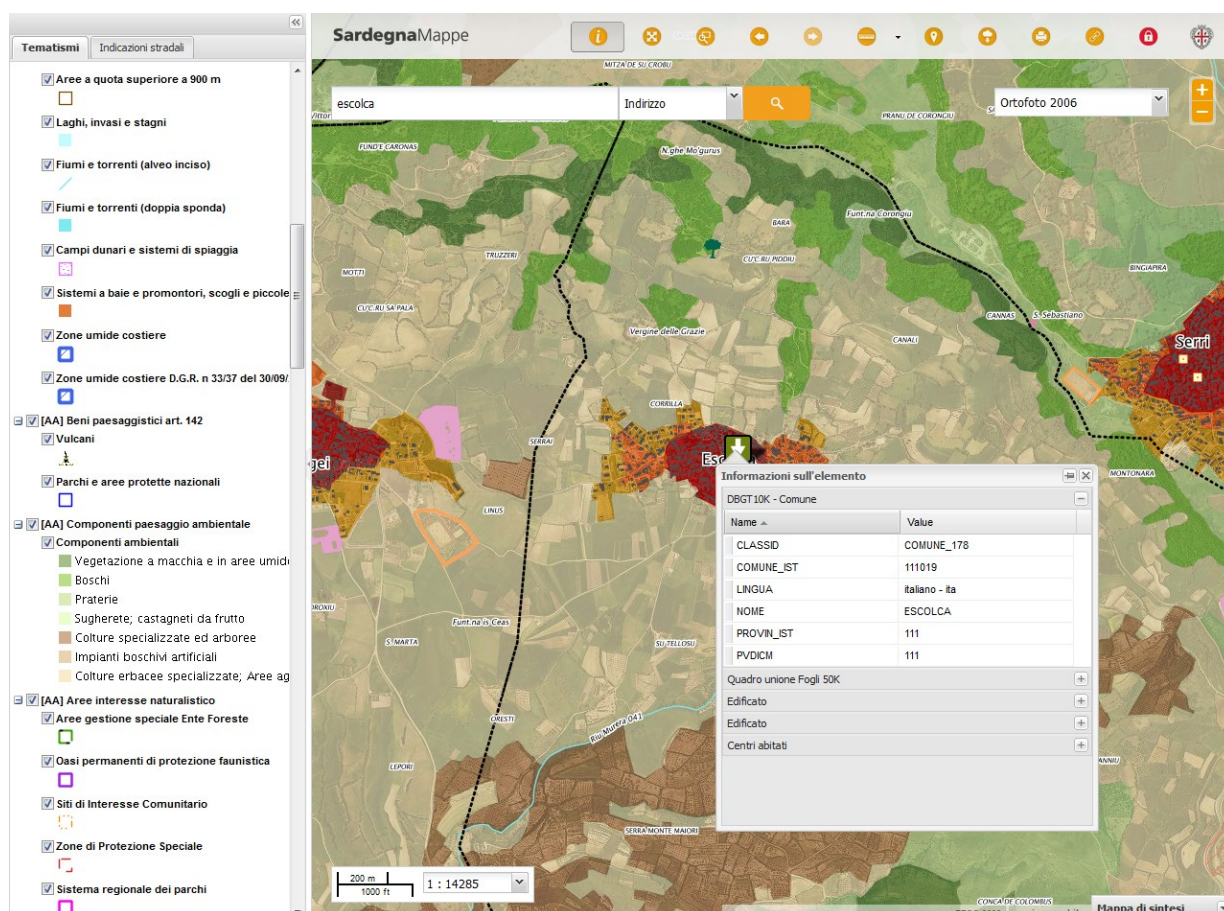 Tematismi
Indicazioni stradali
Aree a quota superiore a 900 m
Laghi, invasi e stagni
Fiumi e torrenti (alveo inciso)
Fiumi e torrenti (doppia sponda)
Campi dunari e sistemi di spiaggia
Sistemi a baie e promontori, scogli e piccole
Zone umide costiere
Zone umide costiere D.G.R. n 33/37 del 30/09/
[AA] Beni paesaggistici art. 142
Vulcani
Parchi e aree protette nazionali
[AA] Componenti paesaggio ambientale
Componenti ambientali
Vegetazione a macchia e in aree umid
Boschi
Praterie
Sugherete; castagneti da frutto
Colture specializzate ed arboree
Impianti boschivi artificiali
Colture erbacee specializzate; Aree ag
[AA] Aree interesse naturalistico
Aree gestione speciale Ente Foreste
Oasi permanenti di protezione faunistica
Siti di Interesse Comunitario
Zone di Protezione Speciale
Sistema regionale dei parchi
SardegnaMappe
MITZA DE SU CROBU
escolca
Indirizzo
Ortofoto 2006
PRANU DE CORONGIU
FUND'E CARONAS
N.ghe Mo'gurus
BARA
Funt.na Corongiu
TRUZZERI
CU'C.RU PIDDIU
MOTTI
BINGIAPIRA
CU'C.RU SA PALA
Vergine delle Grazie
CANNAS
S. Sebastiano
CANALI
Serri
CORRILLA
SERRAI
gei
MONTONARA
LINUS
Funt.na is Ceas
S. MARTA
SU TELLOSU
ORESTI
Riu Murera 041
LEPORI
SERRA MONTE MAIORI
CONCA DE COLOMBUS
Informazioni sull'elemento
DBGT10K - Comune
Name
Value
CLASSID
COMUNE_178
COMUNE_IST
111019
LINGUA
italiano - ita
NOME
ESCOLCA
PROVIN_IST
111
PVDICM
111
Quadro unione Fogli 50K
Edificato
Edificato
Centri abitati
200 m
1000 ft
1 : 14285
Mappa di sintesi